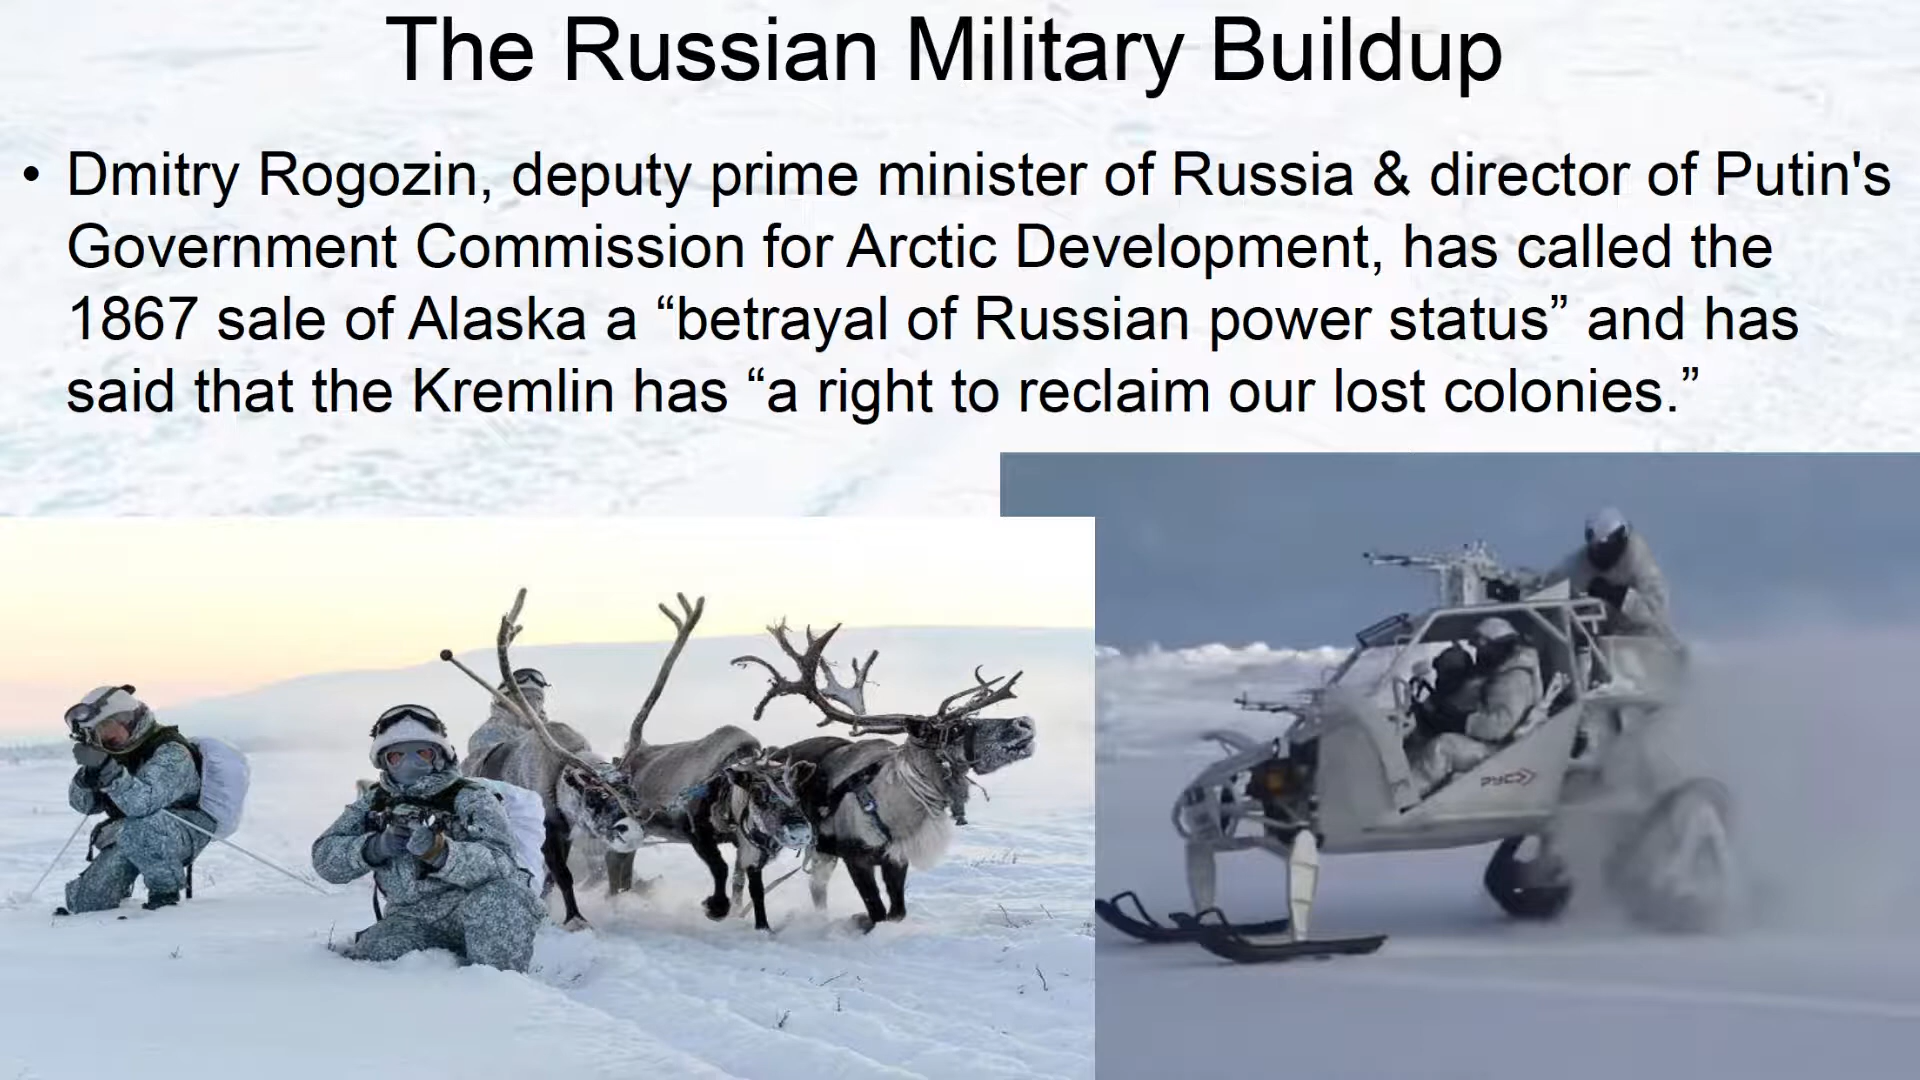 The Russian Military Buildup
• Dmitry Rogozin, deputy prime minister of Russia & director of Putin's
Government Commission for Arctic Development, has called the
1867 sale of Alaska a “betrayal of Russian power status” and has
said that the Kremlin has “a right to reclaim our lost colonies.”
РУС